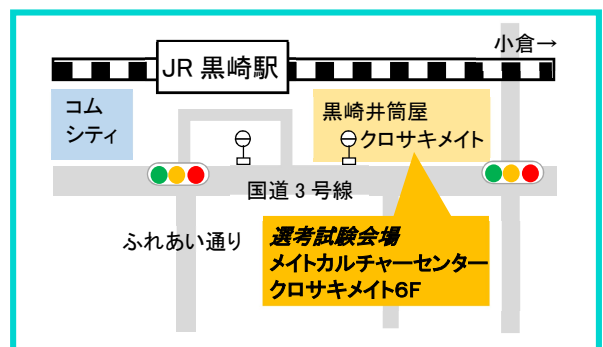 小倉→
JR 黒崎駅
コム
シティ
黒崎井筒屋
クロサキメイト
国道 3 号線
ふれあい通り
選考試験会場
メイトカルチャーセンター
クロサキメイト6F